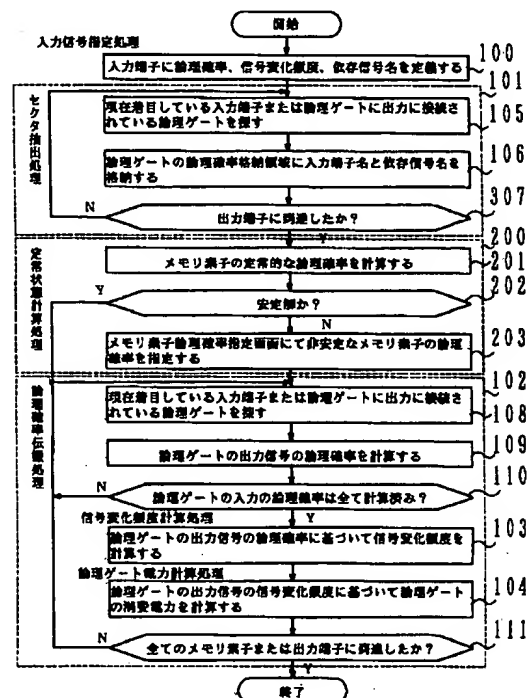 開始
入力信号指定処理
100
入力端子に論理確率、信号変化頻度、依存信号名を定義する
101
セクタ抽出処理
105
現在着目している入力端子または論理ゲートに出力に接続さ
れている論理ゲートを探す
106
論理ゲートの論理確率格納領域に入力端子名と依存信号名を
格納する
307
N
出力端子に到達したか?
Y
200
定常状態計算処理
201
メモリ素子の定常的な論理確率を計算する
202
Y
安定解か?
N
203
メモリ素子論理確率指定画面にて非安定なメモリ素子の論理
確率を指定する
102
論理確率伝播処理
108
現在着目している入力端子または論理ゲートに出力に接続さ
れている論理ゲートを探す
109
論理ゲートの出力信号の論理確率を計算する
110
N
論理ゲートの入力の論理確率は全て計算済み?
Y
信号変化頻度計算処理
103
論理ゲートの出力信号の論理確率に基づいて信号変化頻度を
計算する
論理ゲート電力計算処理
104
論理ゲートの出力信号の信号変化頻度に基づいて論理ゲート
の消費電力を計算する
111
N
全てのメモリ素子または出力端子に到達したか?
Y
終了